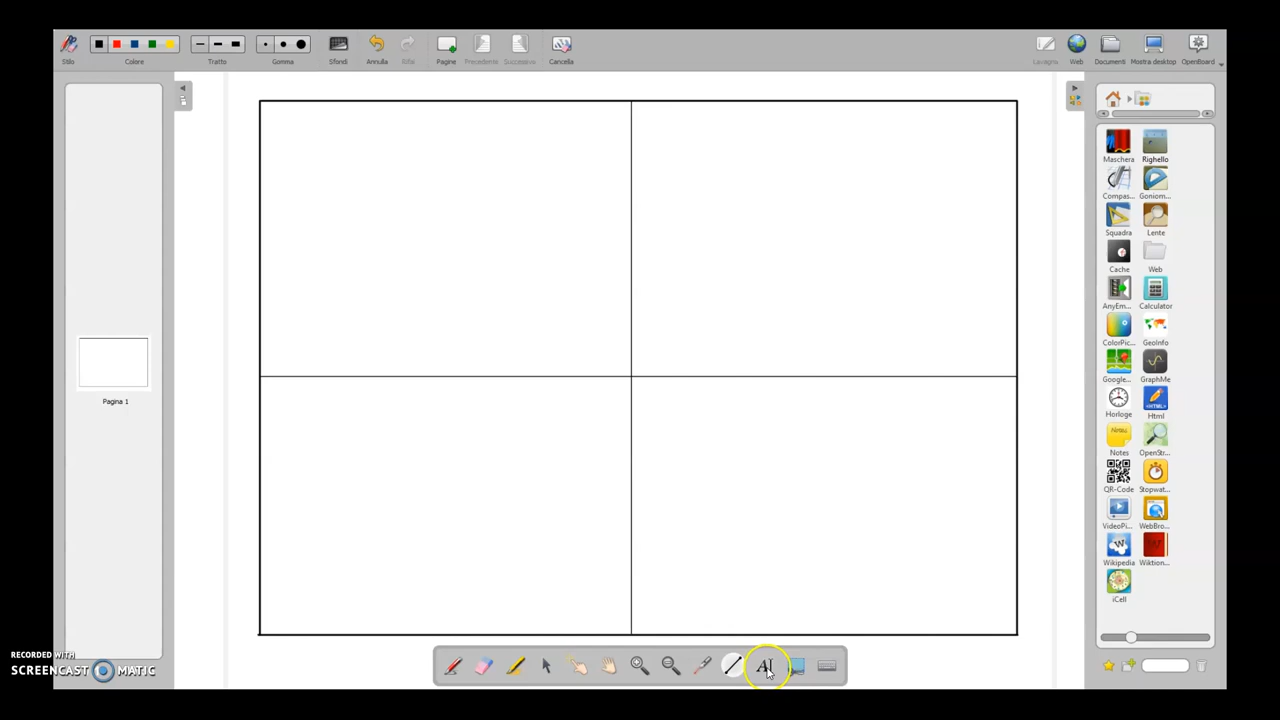 Stilo Colore Tratto Gomma Sfondi Annulla Rifai Pagine Precedente Successiva Cancella Lavagna Web Documenti Mostra desktop OpenBoard
Pagina 1
Maschera Righello
Compas... Goniom...
Squadra Lente
Cache Web
AnyEm... Calculator
ColorPic... GeoInfo
Google... GraphMe
Horloge Html
Notes OpenStr...
QR-Code Stopwat...
VideoPi... WebBro...
Wikipedia Wiktion...
iCell
RECORDED WITH
SCREENCAST MATIC